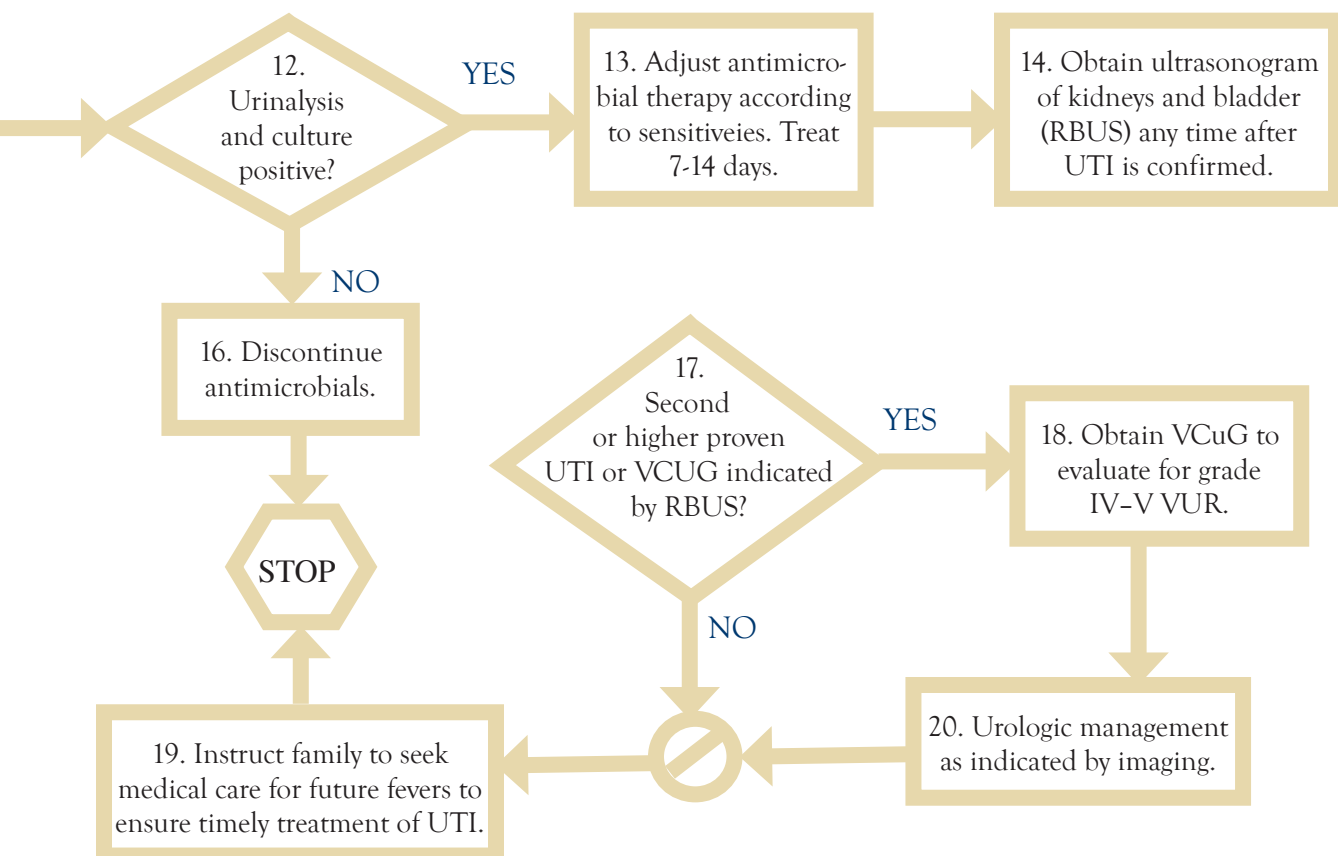 12.
Urinalysis
and culture
positive?
YES
13. Adjust antimicro-
bial therapy according
to sensitiveies. Treat
7-14 days.
14. Obtain ultrasonogram
of kidneys and bladder
(RBUS) any time after
UTI is confirmed.
NO
16. Discontinue
antimicrobials.
STOP
17.
Second
or higher proven
UTI or VCUG indicated
by RBUS?
YES
18. Obtain VCuG to
evaluate for grade
IV–V VUR.
NO
20. Urologic management
as indicated by imaging.
19. Instruct family to seek
medical care for future fevers to
ensure timely treatment of UTI.